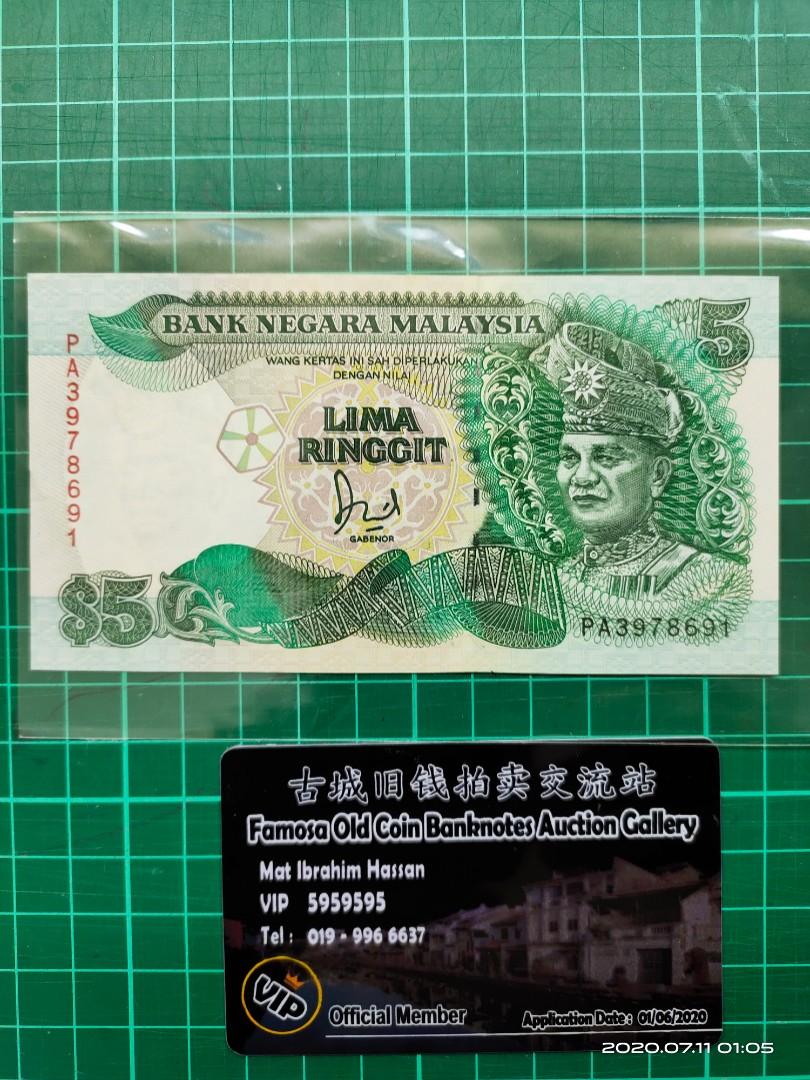 BANK NEGARA MALAYSIA
5
WANG KERTAS INI SAH DIPERLAKUKAN
DENGAN NILAI
PA3978691
LIMA
RINGGIT
GABENOR
$5
PA3978691
古城旧钱拍卖交流站
Famosa Old Coin Banknotes Auction Gallery
Mat Ibrahim Hassan
VIP 5959595
Tel : 019 - 996 6637
VIP
Official Member
Application Date : 01/06/2020
2020.07.11 01:05